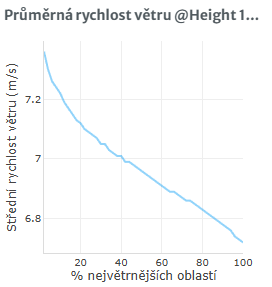 Průměrná rychlost větru @Height 1...
Střední rychlost větru (m/s)
7.2
7
6.8
20
40
60
80
100
% největrnějších oblastí